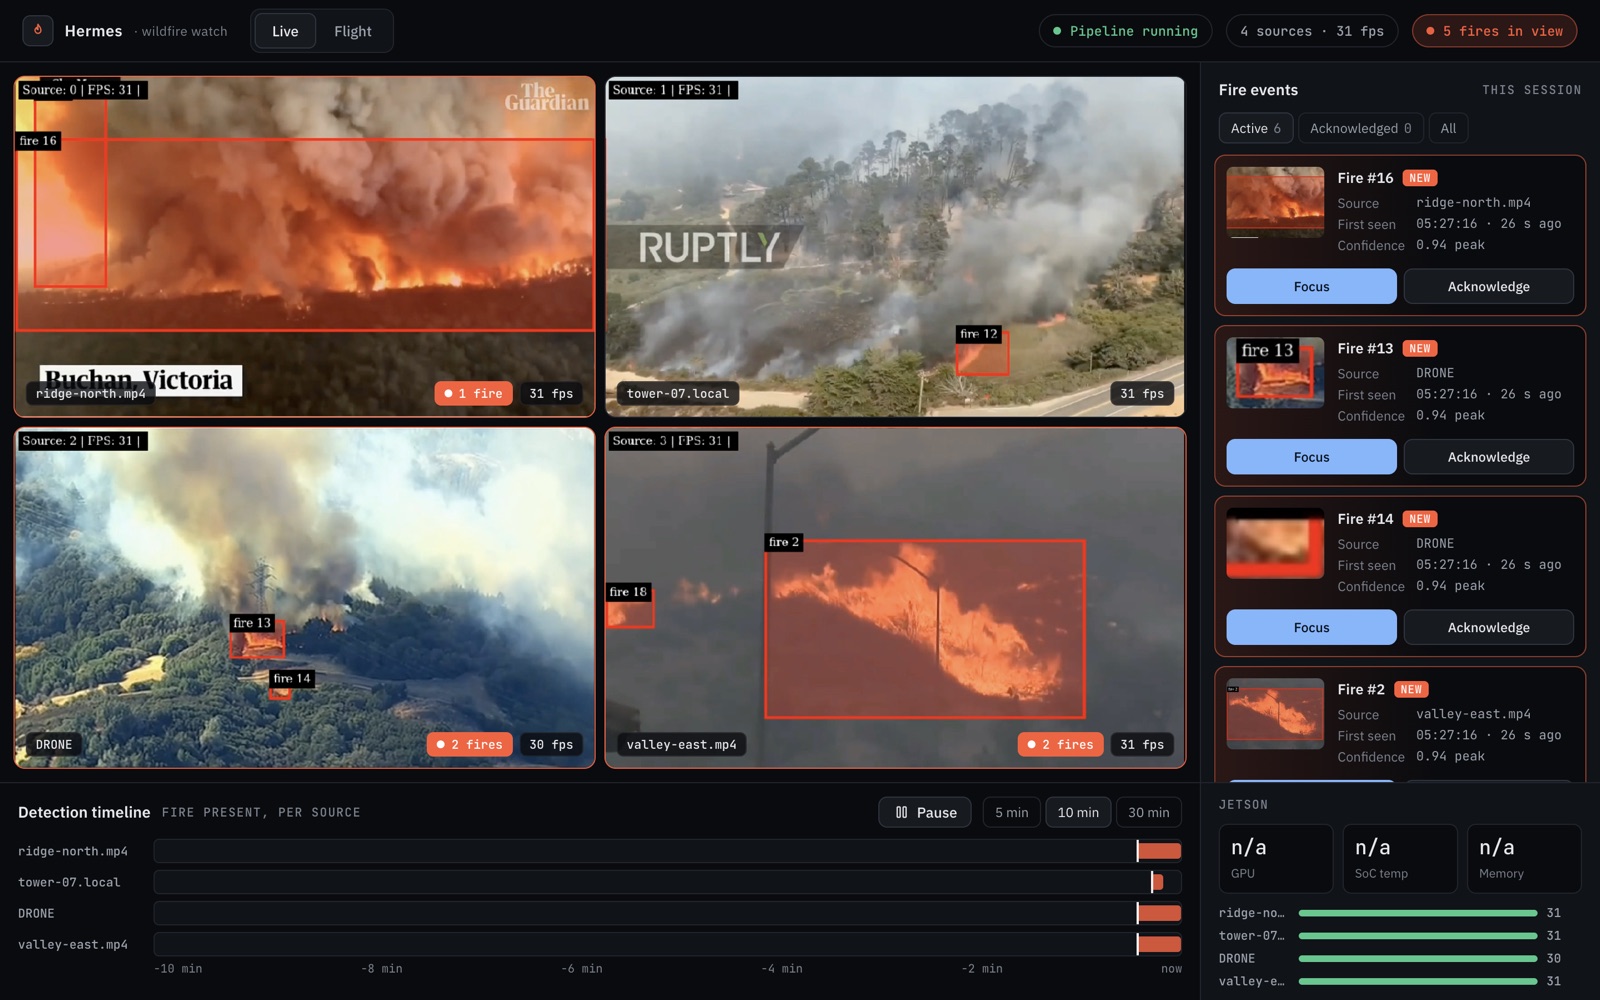 Hermes · wildfire watch
Live
Flight
Pipeline running
4 sources · 31 fps
5 fires in view
Source: 0 | FPS: 31 |
The
Guardian
fire 16
Buchan, Victoria
ridge-north.mp4
1 fire
31 fps
Source: 1 | FPS: 31 |
RUPTLY
fire 12
tower-07.local
31 fps
Source: 2 | FPS: 31 |
fire 13
fire 14
DRONE
2 fires
30 fps
Source: 3 | FPS: 31 |
fire 2
fire 18
valley-east.mp4
2 fires
31 fps
Fire events
THIS SESSION
Active 6
Acknowledged 0
All
Fire #16 NEW
Source ridge-north.mp4
First seen 05:27:16 · 26 s ago
Confidence 0.94 peak
Focus
Acknowledge
fire 13
Fire #13 NEW
Source DRONE
First seen 05:27:16 · 26 s ago
Confidence 0.94 peak
Focus
Acknowledge
Fire #14 NEW
Source DRONE
First seen 05:27:16 · 26 s ago
Confidence 0.94 peak
Focus
Acknowledge
Fire #2 NEW
Source valley-east.mp4
First seen 05:27:16 · 26 s ago
Confidence 0.94 peak
Detection timeline FIRE PRESENT, PER SOURCE
Pause
5 min
10 min
30 min
ridge-north.mp4
tower-07.local
DRONE
valley-east.mp4
-10 min
-8 min
-6 min
-4 min
-2 min
now
JETSON
n/a
GPU
n/a
SoC temp
n/a
Memory
ridge-no… 31
tower-07… 31
DRONE 30
valley-e… 31